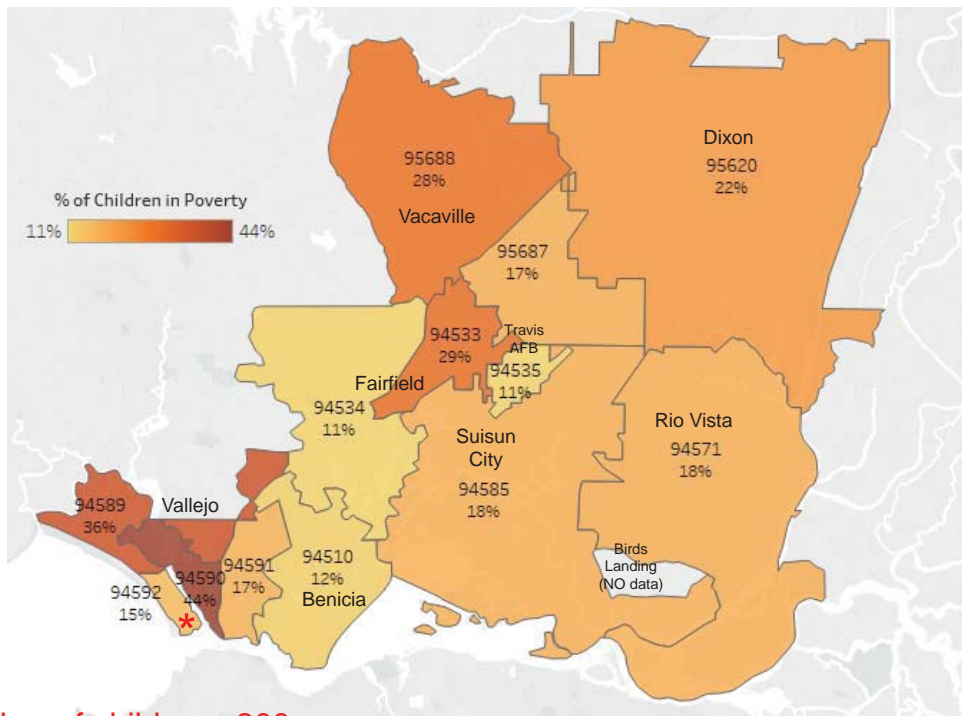 Dixon
95620
22%
95688
28%
Vacaville
% of Children in Poverty
11% 44%
95687
17%
94533
29%
Travis
AFB
94535
11%
Fairfield
94534
11%
Rio Vista
94571
18%
Suisun
City
94585
18%
Vallejo
94589
36%
94590
44%
94591
17%
94510
12%
Benicia
94592
15%
*
Birds
Landing
(NO data)